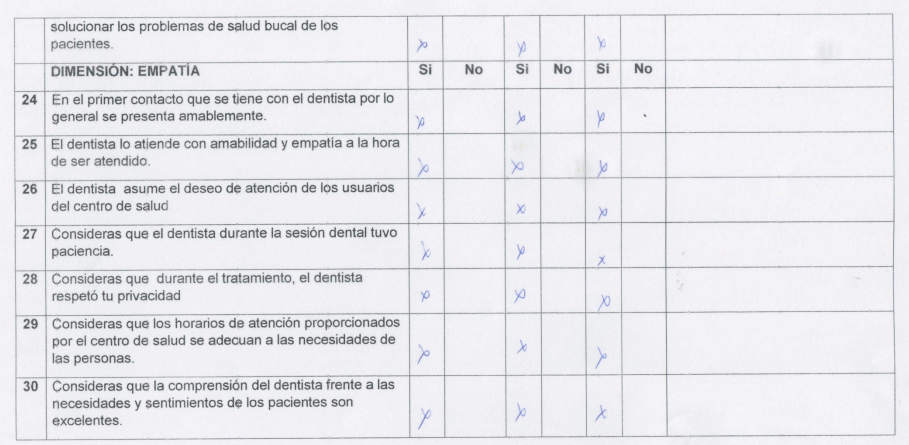 solucionar los problemas de salud bucal de los
pacientes. x x x
DIMENSIÓN: EMPATÍA Si No Si No Si No
24 En el primer contacto que se tiene con el dentista por lo
general se presenta amablemente. x x x
25 El dentista lo atiende con amabilidad y empatía a la hora
de ser atendido. x x x
26 El dentista asume el deseo de atención de los usuarios
del centro de salud x x x
27 Consideras que el dentista durante la sesión dental tuvo
paciencia. x x x
28 Consideras que durante el tratamiento, el dentista
respetó tu privacidad x x x
29 Consideras que los horarios de atención proporcionados
por el centro de salud se adecuan a las necesidades de
las personas. x x x
30 Consideras que la comprensión del dentista frente a las
necesidades y sentimientos de los pacientes son
excelentes. x x x